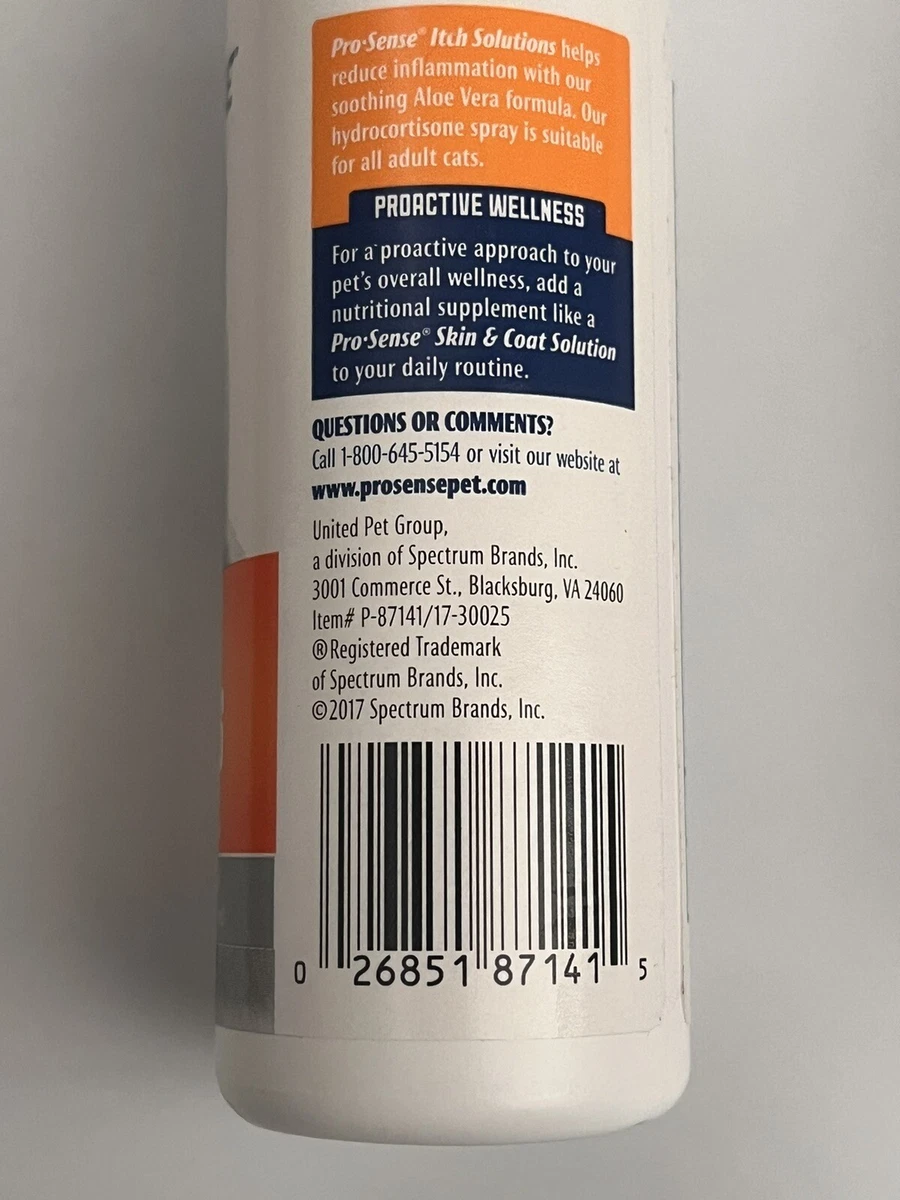 Pro·Sense® Itch Solutions helps
reduce inflammation with our
soothing Aloe Vera formula. Our
hydrocortisone spray is suitable
for all adult cats.
PROACTIVE WELLNESS
For a proactive approach to your
pet's overall wellness, add a
nutritional supplement like a
Pro·Sense® Skin & Coat Solution
to your daily routine.
QUESTIONS OR COMMENTS?
Call 1-800-645-5154 or visit our website at
www.prosensepet.com
United Pet Group,
a division of Spectrum Brands, Inc.
3001 Commerce St., Blacksburg, VA 24060
Item# P-87141/17-30025
®Registered Trademark
of Spectrum Brands, Inc.
©2017 Spectrum Brands, Inc.
0 26851 87141 5